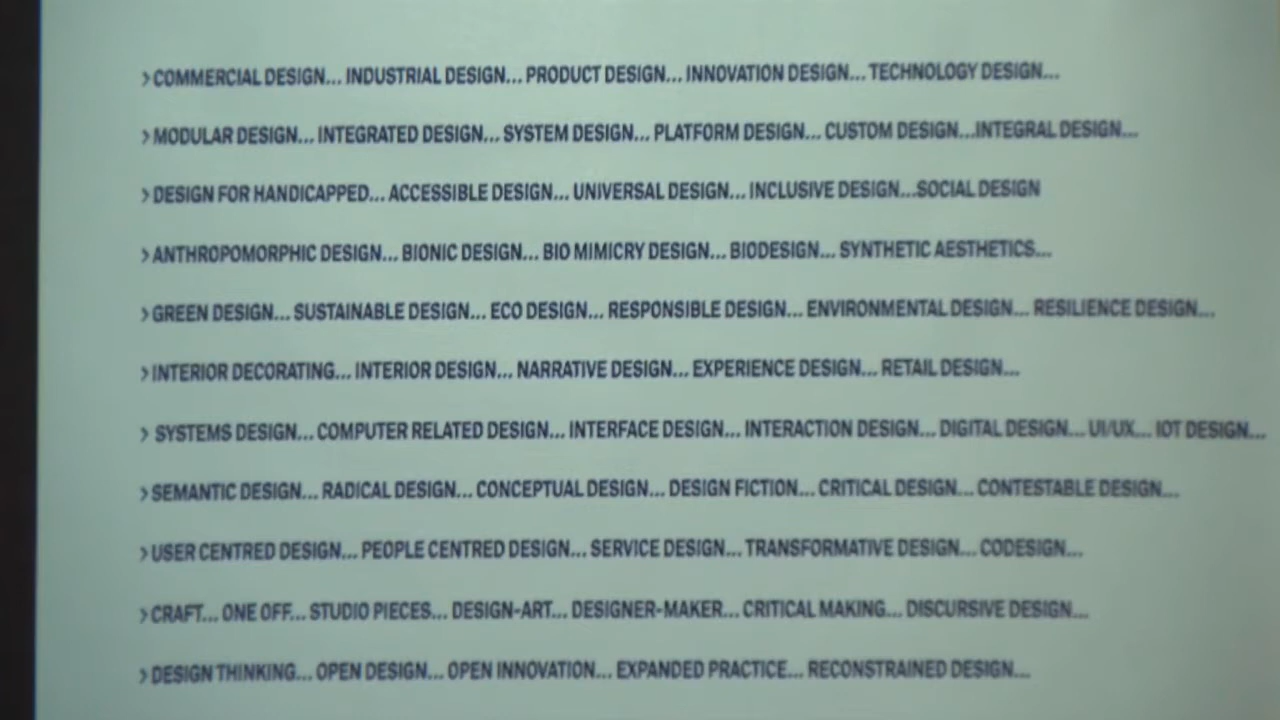 > COMMERCIAL DESIGN... INDUSTRIAL DESIGN... PRODUCT DESIGN... INNOVATION DESIGN... TECHNOLOGY DESIGN...
> MODULAR DESIGN... INTEGRATED DESIGN... SYSTEM DESIGN... PLATFORM DESIGN... CUSTOM DESIGN...INTEGRAL DESIGN...
> DESIGN FOR HANDICAPPED... ACCESSIBLE DESIGN... UNIVERSAL DESIGN... INCLUSIVE DESIGN...SOCIAL DESIGN
> ANTHROPOMORPHIC DESIGN... BIONIC DESIGN... BIO MIMICRY DESIGN... BIODESIGN... SYNTHETIC AESTHETICS...
> GREEN DESIGN... SUSTAINABLE DESIGN... ECO DESIGN... RESPONSIBLE DESIGN... ENVIRONMENTAL DESIGN... RESILIENCE DESIGN...
> INTERIOR DECORATING... INTERIOR DESIGN... NARRATIVE DESIGN... EXPERIENCE DESIGN... RETAIL DESIGN...
> SYSTEMS DESIGN... COMPUTER RELATED DESIGN... INTERFACE DESIGN... INTERACTION DESIGN... DIGITAL DESIGN... UI/UX... IOT DESIGN...
> SEMANTIC DESIGN... RADICAL DESIGN... CONCEPTUAL DESIGN... DESIGN FICTION... CRITICAL DESIGN... CONTESTABLE DESIGN...
> USER CENTRED DESIGN... PEOPLE CENTRED DESIGN... SERVICE DESIGN... TRANSFORMATIVE DESIGN... CODESIGN...
> CRAFT... ONE OFF... STUDIO PIECES... DESIGN-ART... DESIGNER-MAKER... CRITICAL MAKING... DISCURSIVE DESIGN...
> DESIGN THINKING... OPEN DESIGN... OPEN INNOVATION... EXPANDED PRACTICE... RECONSTRAINED DESIGN...